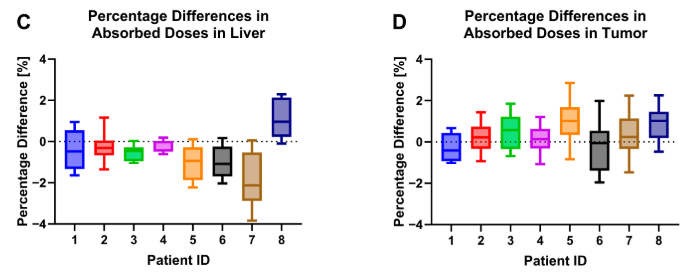 C
Percentage Differences in
Absorbed Doses in Liver
Percentage Difference [%]
4
2
0
−2
−4
1 2 3 4 5 6 7 8
Patient ID
D
Percentage Differences in
Absorbed Doses in Tumor
Percentage Difference [%]
4
2
0
−2
−4
1 2 3 4 5 6 7 8
Patient ID